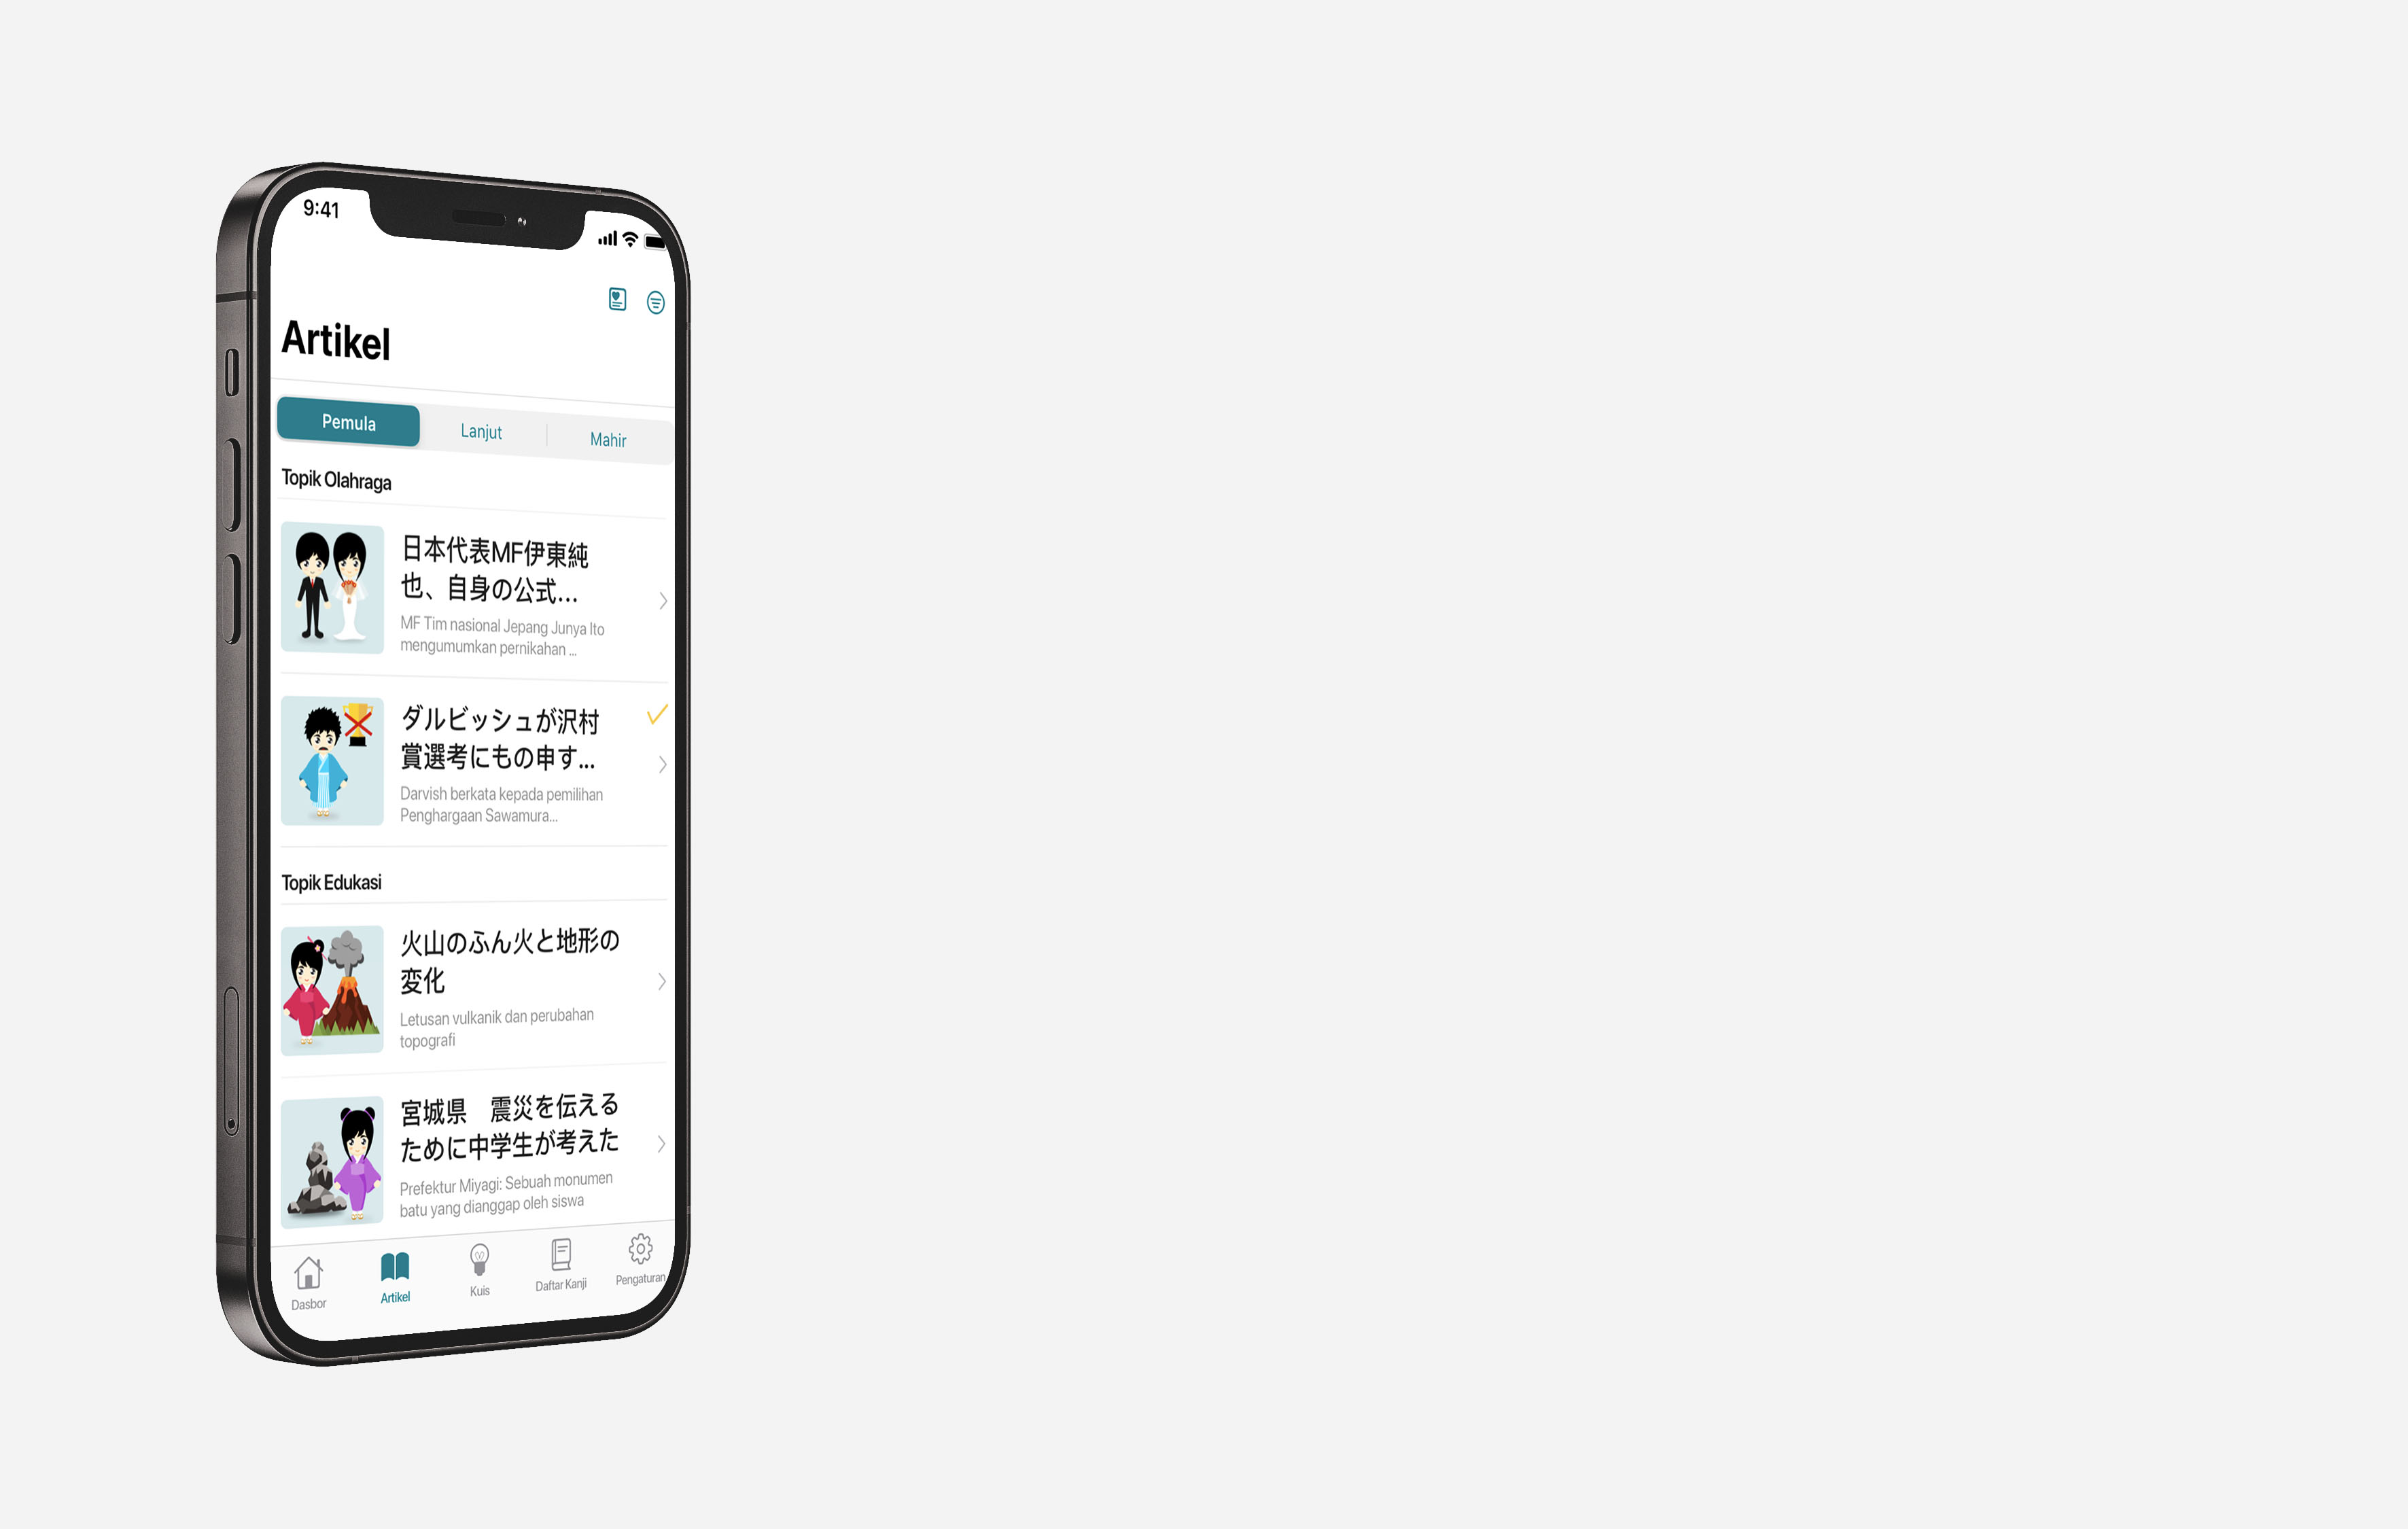 9:41
Artikel
Pemula
Lanjut
Mahir
Topik Olahraga
日本代表MF伊東純
也、自身の公式...
MF Tim nasional Jepang Junya Ito
mengumumkan pernikahan ...
ダルビッシュが沢村
賞選考にもの申す...
Darvish berkata kepada pemilihan
Penghargaan Sawamura...
Topik Edukasi
火山のふん火と地形の
変化
Letusan vulkanik dan perubahan
topografi
宮城県　震災を伝える
ために中学生が考えた
Prefektur Miyagi: Sebuah monumen
batu yang dianggap oleh siswa
Dasbor
Artikel
Kuis
Daftar Kanji
Pengaturan